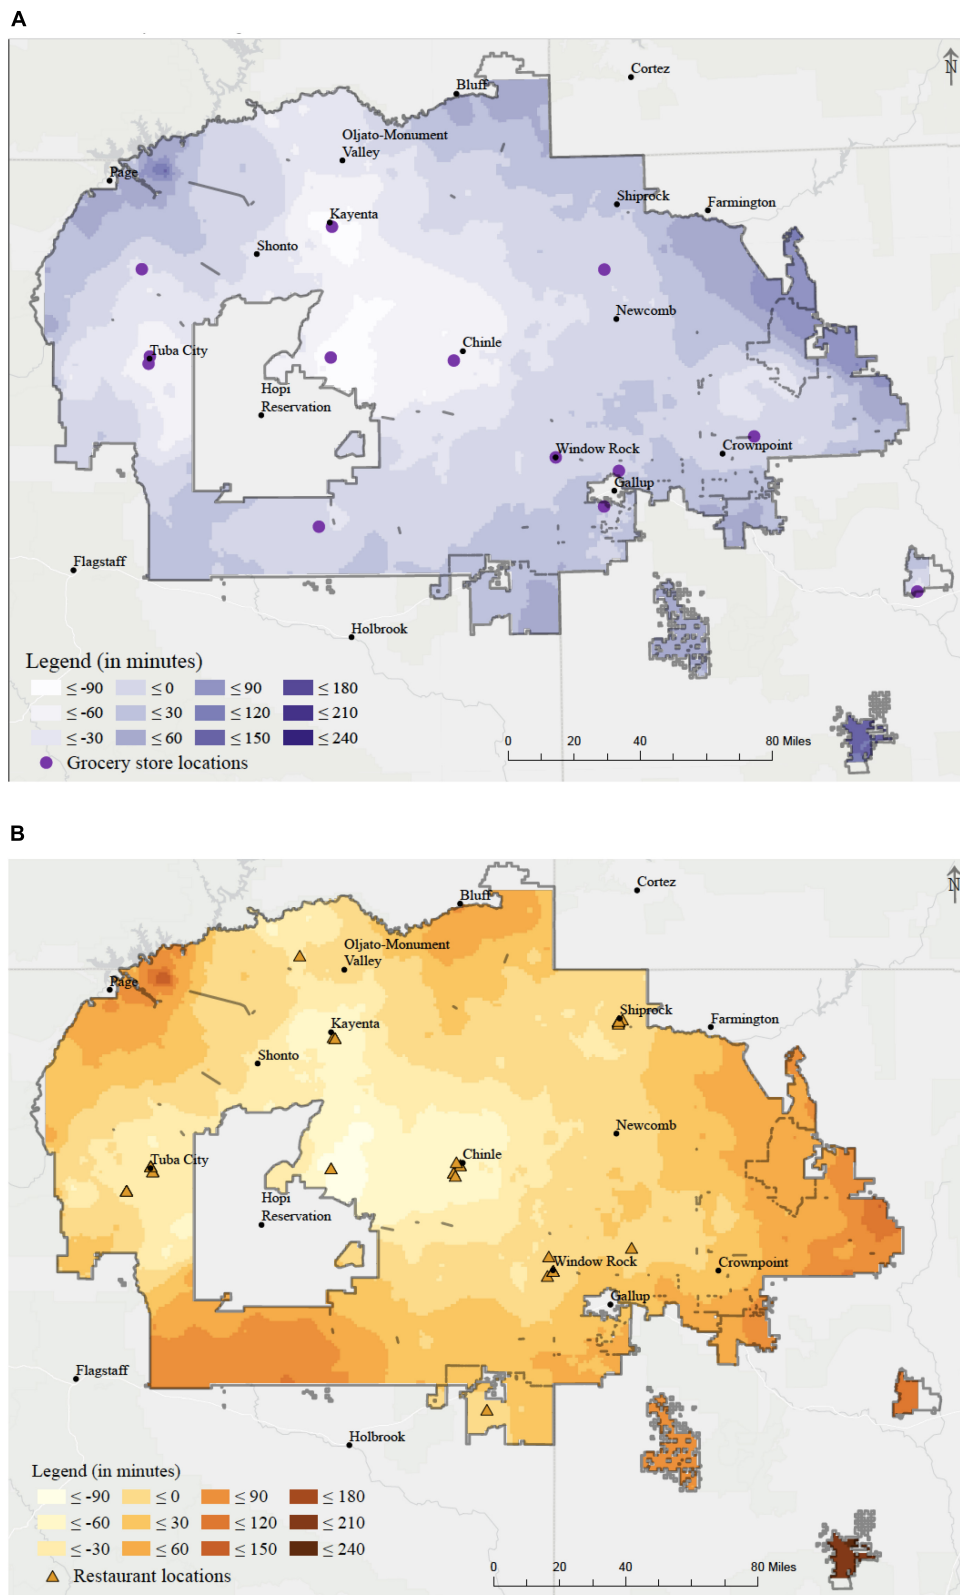 A
Cortez
N
Bluff
Oljato-Monument
Valley
Page
Kayenta
Shiprock
Farmington
Shonto
Newcomb
Tuba City
Chinle
Hopi
Reservation
Window Rock
Crownpoint
Gallup
Flagstaff
Holbrook
Legend (in minutes)
≤ -90 ≤ 0 ≤ 90 ≤ 180
≤ -60 ≤ 30 ≤ 120 ≤ 210
≤ -30 ≤ 60 ≤ 150 ≤ 240
Grocery store locations
0 20 40 80 Miles
B
Cortez
N
Bluff
Oljato-Monument
Valley
Page
Kayenta
Shiprock
Farmington
Shonto
Newcomb
Tuba City
Chinle
Hopi
Reservation
Window Rock
Crownpoint
Gallup
Flagstaff
Holbrook
Legend (in minutes)
≤ -90 ≤ 0 ≤ 90 ≤ 180
≤ -60 ≤ 30 ≤ 120 ≤ 210
≤ -30 ≤ 60 ≤ 150 ≤ 240
Restaurant locations
0 20 40 80 Miles